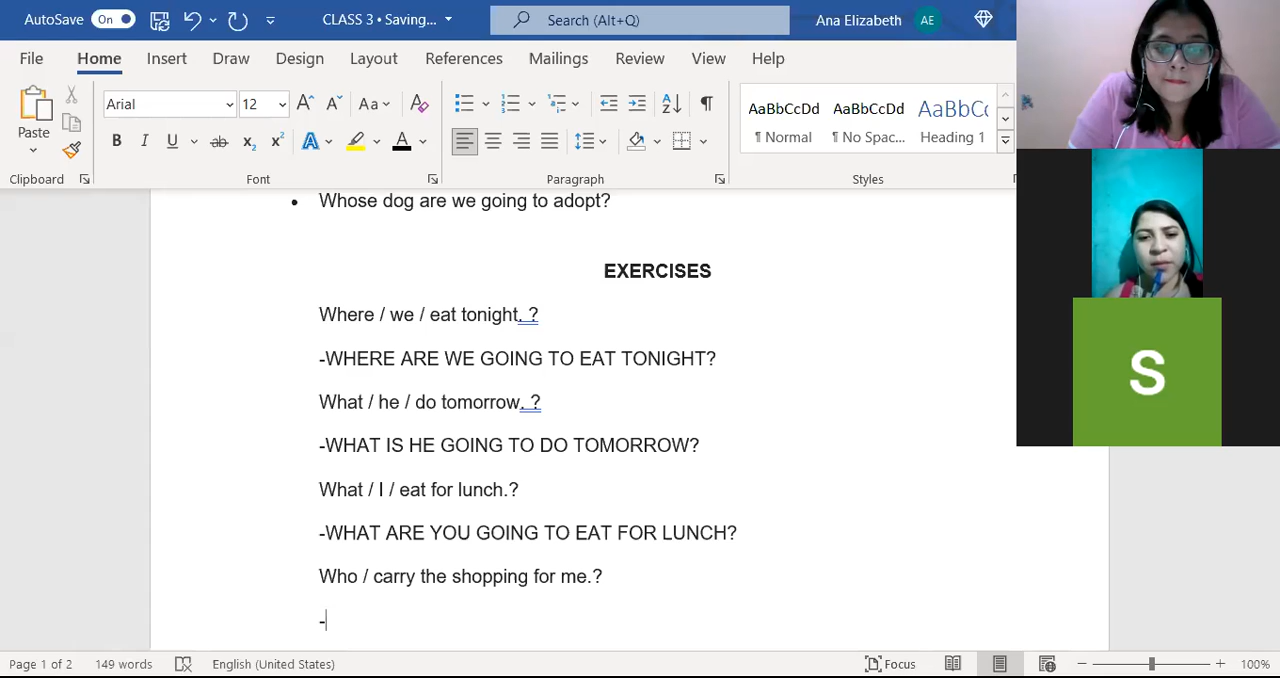 AutoSave On CLASS 3 • Saving... Search (Alt+Q) Ana Elizabeth AE
File Home Insert Draw Design Layout References Mailings Review View Help
Paste Arial 12 Aa AaBbCcDd AaBbCcDd AaBbCc
B I U ab x2 x2 A A ¶ Normal ¶ No Spac... Heading 1
Clipboard Font Paragraph Styles
• Whose dog are we going to adopt?
EXERCISES
Where / we / eat tonight. ?
-WHERE ARE WE GOING TO EAT TONIGHT?
What / he / do tomorrow. ?
-WHAT IS HE GOING TO DO TOMORROW?
What / I / eat for lunch.?
-WHAT ARE YOU GOING TO EAT FOR LUNCH?
Who / carry the shopping for me.?
-
S
Page 1 of 2 149 words English (United States) Focus 100%